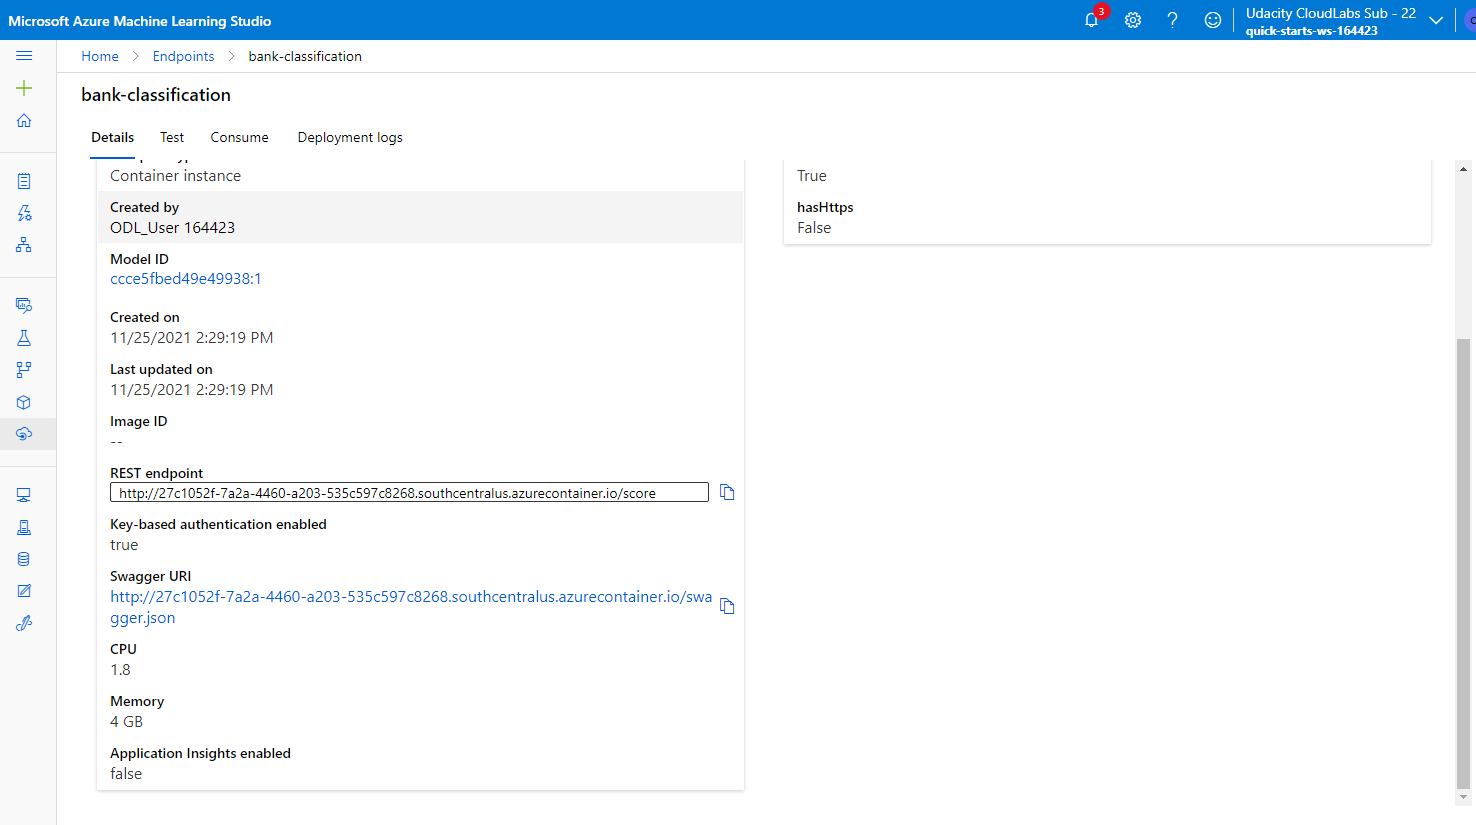 Microsoft Azure Machine Learning Studio
3
Udacity CloudLabs Sub - 22
quick-starts-ws-164423
Home
Endpoints
bank-classification
bank-classification
Details
Test
Consume
Deployment logs
Container instance
Created by
ODL_User 164423
Model ID
ccce5fbed49e49938:1
Created on
11/25/2021 2:29:19 PM
Last updated on
11/25/2021 2:29:19 PM
Image ID
--
REST endpoint
http://27c1052f-7a2a-4460-a203-535c597c8268.southcentralus.azurecontainer.io/score
Key-based authentication enabled
true
Swagger URI
http://27c1052f-7a2a-4460-a203-535c597c8268.southcentralus.azurecontainer.io/swa
gger.json
CPU
1.8
Memory
4 GB
Application Insights enabled
false
True
hasHttps
False